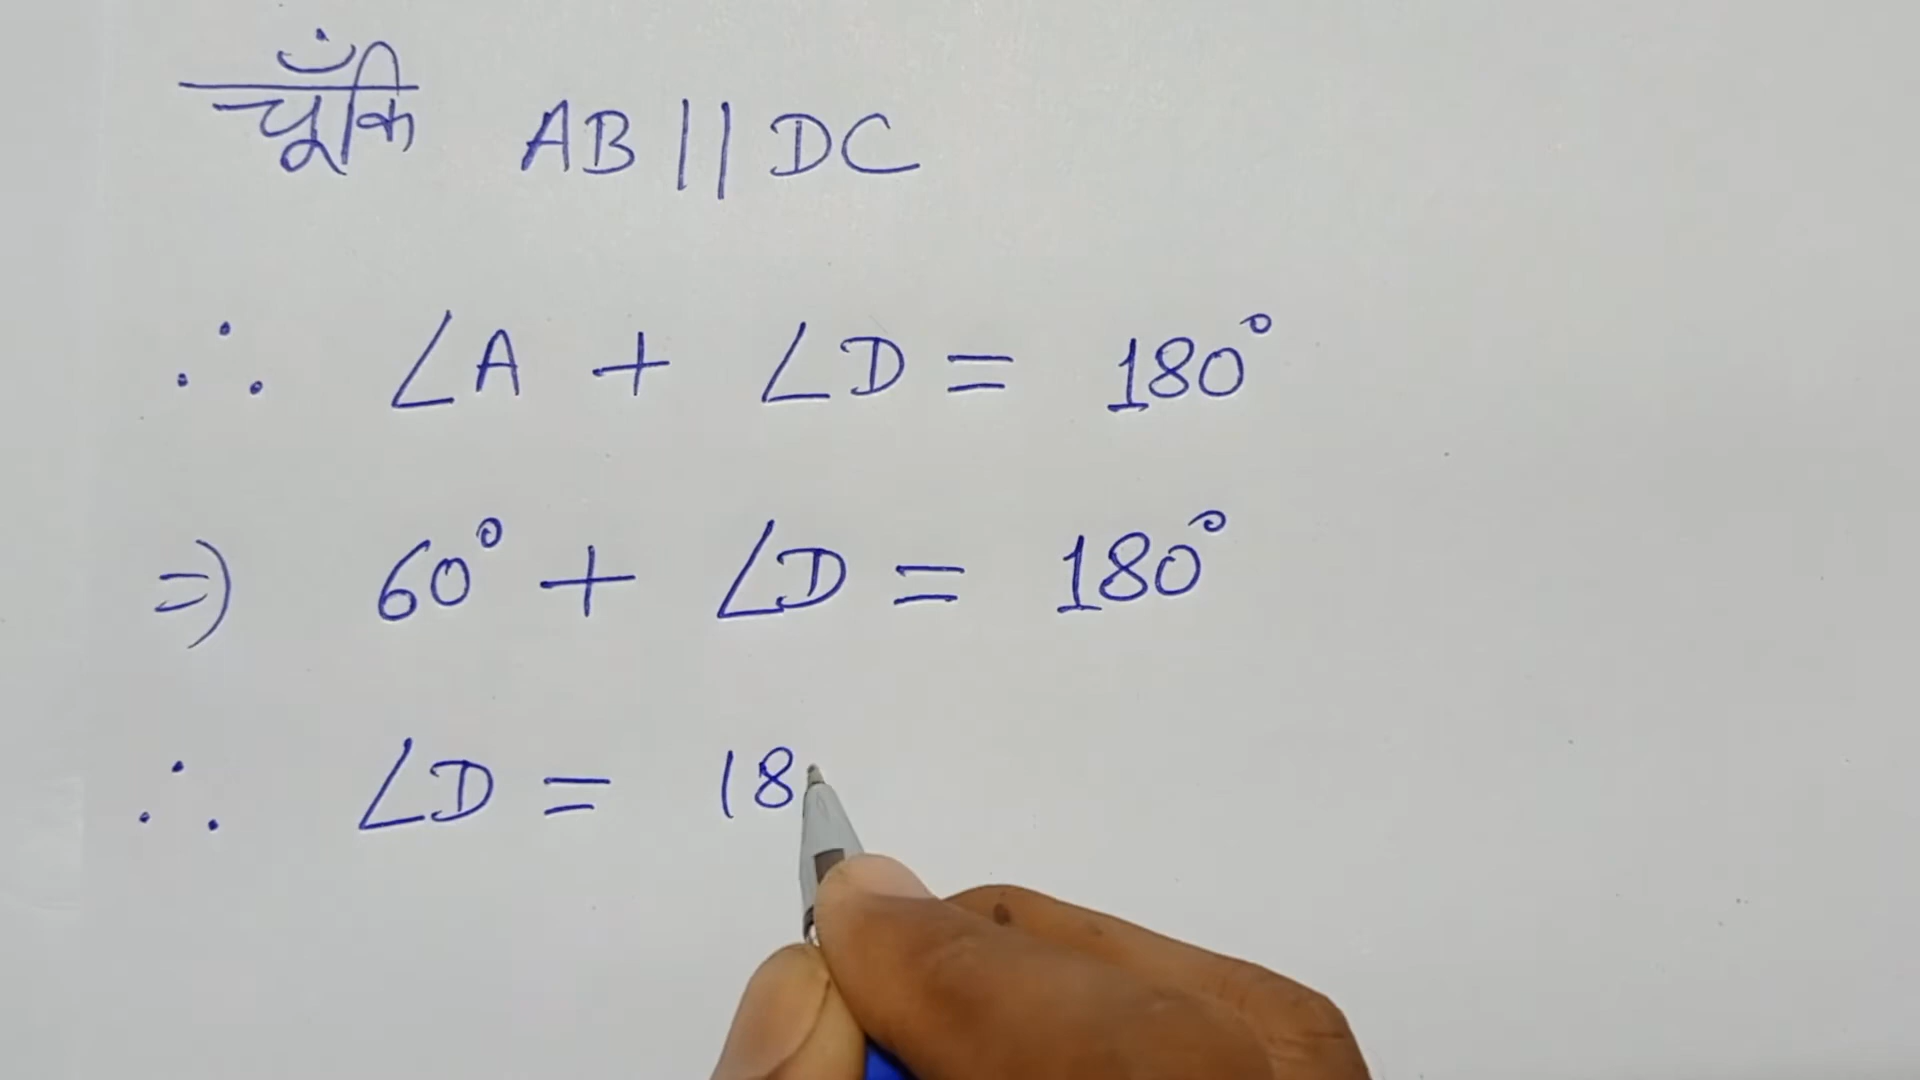 चूँकि AB || DC
∴ ∠A + ∠D = 180°
⇒ 60° + ∠D = 180°
∴ ∠D = 18